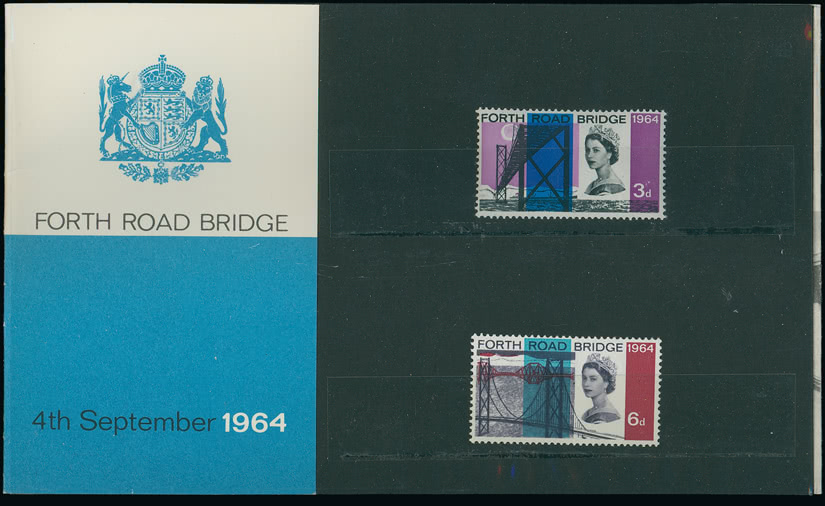 FORTH ROAD BRIDGE
4th September 1964
FORTH ROAD BRIDGE 1964
3d
FORTH ROAD BRIDGE 1964
6d